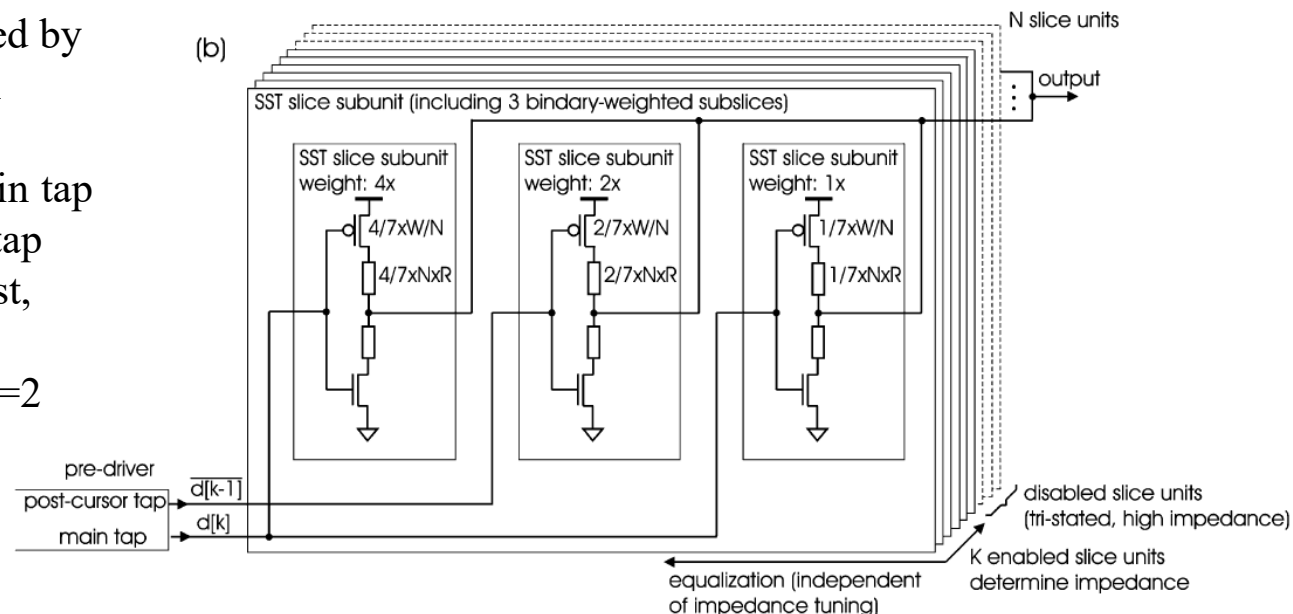 ed by
in tap
tap
st,
=2
(b)
N slice units
output
SST slice subunit (including 3 bindary-weighted subslices)
SST slice subunit
weight: 4x
4/7xW/N
4/7xNxR
SST slice subunit
weight: 2x
2/7xW/N
2/7xNxR
SST slice subunit
weight: 1x
1/7xW/N
1/7xNxR
pre-driver
post-cursor tap
d[k-1]
main tap
d[k]
disabled slice units
(tri-stated, high impedance)
K enabled slice units
determine impedance
equalization (independent
of impedance tuning)